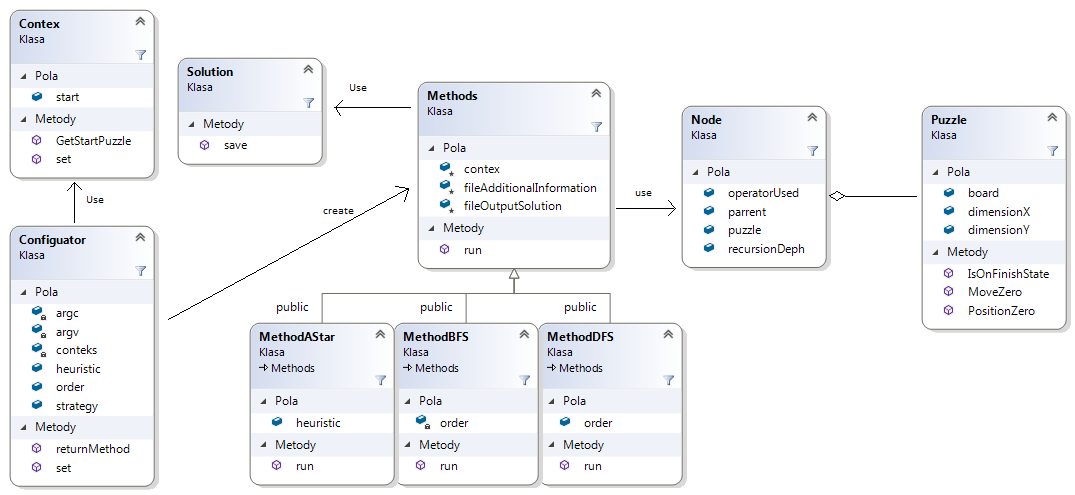 Contex
Klasa
Pola
start
Metody
GetStartPuzzle
set
Use
Configuator
Klasa
Pola
argc
argv
conteks
heuristic
order
strategy
Metody
returnMethod
set
Solution
Klasa
Metody
save
Use
create
Methods
Klasa
Pola
contex
fileAdditionalInformation
fileOutputSolution
Metody
run
use
Node
Klasa
Pola
operatorUsed
parrent
puzzle
recursionDeph
Puzzle
Klasa
Pola
board
dimensionX
dimensionY
Metody
IsOnFinishState
MoveZero
PositionZero
public
public
public
MethodAStar
Klasa
Methods
Pola
heuristic
Metody
run
MethodBFS
Klasa
Methods
Pola
order
Metody
run
MethodDFS
Klasa
Methods
Pola
order
Metody
run